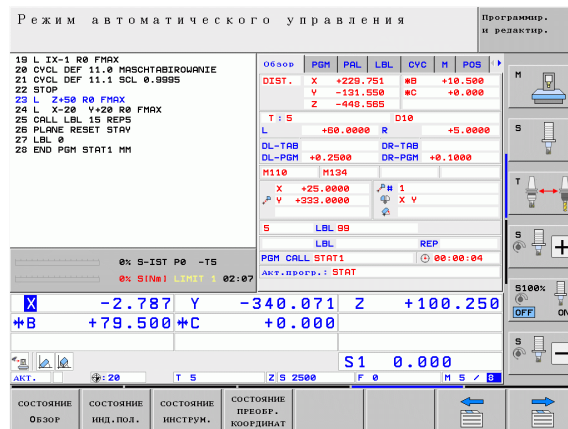 Режим автоматического управления
Программир.
и редактир.
19 L IX-1 R0 FMAX
20 CYCL DEF 11.0 MASCHTABIROWANIE
21 CYCL DEF 11.1 SCL 0.9995
22 STOP
23 L Z+50 R0 FMAX
24 L X-20 Y+20 R0 FMAX
25 CALL LBL 15 REP5
26 PLANE RESET STAY
27 LBL 0
28 END PGM STAT1 MM
0% S-IST P0 -T5
0% S[Nm] LIMIT 1 02:07
Обзор PGM PAL LBL CYC M POS
DIST. X +229.751 *B +10.500
Y -131.550 *C +0.000
Z -448.565
T : 5 D10
L +60.0000 R +5.0000
DL-TAB DR-TAB
DL-PGM +0.2500 DR-PGM +0.1000
M110 M134
X +25.0000 # 1
Y +333.0000 X Y
5 LBL 99
LBL REP
PGM CALL STAT1 00:00:04
Акт.прогр.: STAT
X -2.787 Y -340.071 Z +100.250
*B +79.500 *C +0.000
S1 0.000
АКТ. : 20 T 5 Z S 2500 F 0 M 5 / 8
M
S
T
S
S100%
OFF ON
S
СОСТОЯНИЕ
ОБЗОР
СОСТОЯНИЕ
ИНД.ПОЛ.
СОСТОЯНИЕ
ИНСТРУМ.
СОСТОЯНИЕ
ПРЕОБР.
КООРДИНАТ